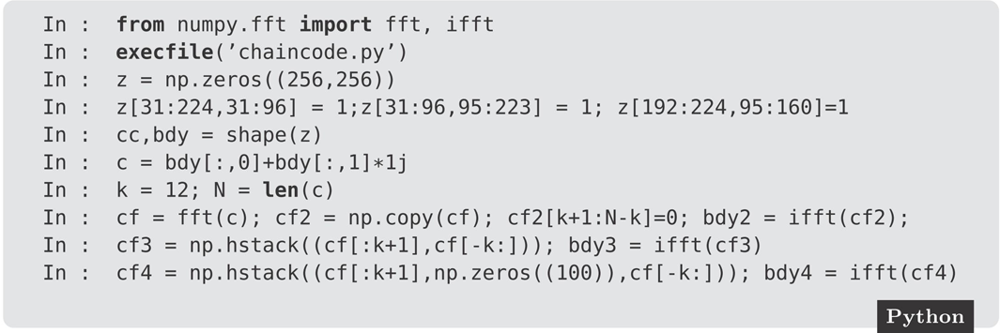 In :  from numpy.fft import fft, ifft
In :  execfile(’chaincode.py’)
In :  z = np.zeros((256,256))
In :  z[31:224,31:96] = 1;z[31:96,95:223] = 1; z[192:224,95:160]=1
In :  cc,bdy = shape(z)
In :  c = bdy[:,0]+bdy[:,1]*1j
In :  k = 12; N = len(c)
In :  cf = fft(c); cf2 = np.copy(cf); cf2[k+1:N-k]=0; bdy2 = ifft(cf2);
In :  cf3 = np.hstack((cf[:k+1],cf[-k:])); bdy3 = ifft(cf3)
In :  cf4 = np.hstack((cf[:k+1],np.zeros((100)),cf[-k:])); bdy4 = ifft(cf4)
Python